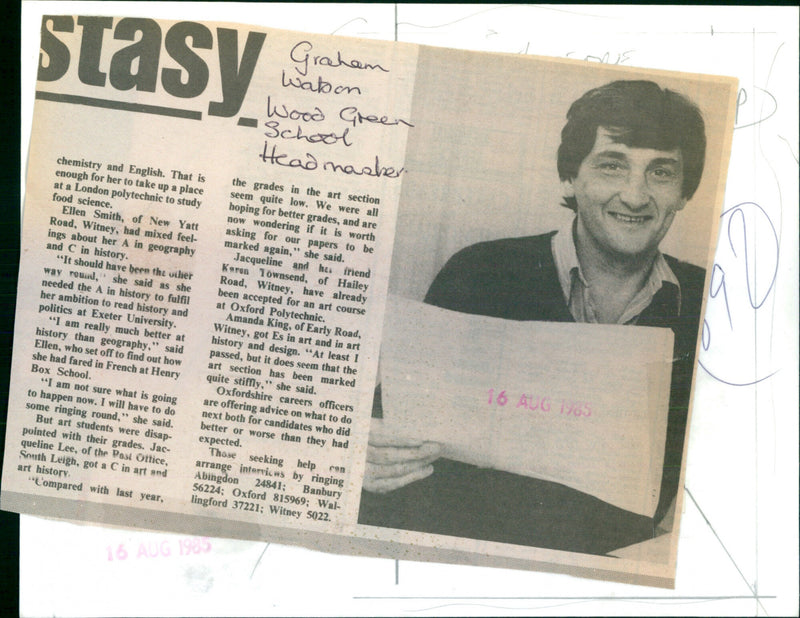 stasy
Graham
Watson
Wood Green
School
Headmaster.
chemistry and English. That is
enough for her to take up a place
at a London polytechnic to study
food science.
Ellen Smith, of New Yatt
Road, Witney, had mixed feel-
ings about her A in geography
and C in history.
"It should have been the other
way round," she said as she
needed the A in history to fulfil
her ambition to read history and
politics at Exeter University.
"I am really much better at
history than geography," said
Ellen, who set off to find out how
she had fared in French at Henry
Box School.
"I am not sure what is going
to happen now. I will have to do
some ringing round," she said.
But art students were disap-
pointed with their grades. Jac-
queline Lee, of the Post Office,
South Leigh, got a C in art and
art history.
"Compared with last year,
the grades in the art section
seem quite low. We were all
hoping for better grades, and are
now wondering if it is worth
asking for our papers to be
marked again," she said.
Jacqueline and her friend
Karen Townsend, of Hailey
Road, Witney, have already
been accepted for an art course
at Oxford Polytechnic.
Amanda King, of Early Road,
Witney, got Es in art and in art
history and design. "At least I
passed, but it does seem that the
art section has been marked
quite stiffly," she said.
Oxfordshire careers officers
are offering advice on what to do
next both for candidates who did
better or worse than they had
expected.
Those seeking help can
arrange interviews by ringing
Abingdon 24841; Banbury
56224; Oxford 815969; Wal-
lingford 37221; Witney 5022.
16 AUG 1985
16 AUG 1985